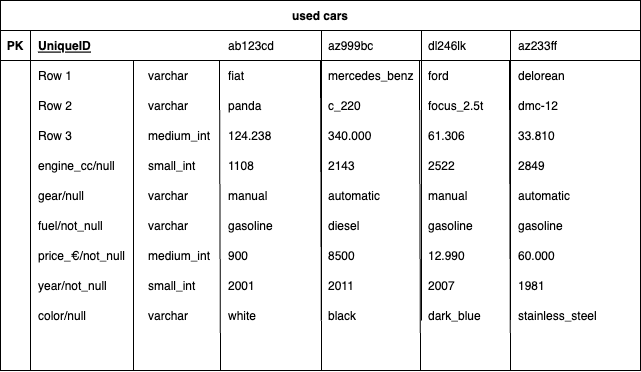 used cars
PK UniqueID ab123cd az999bc dl246lk az233ff
Row 1 varchar fiat mercedes_benz ford delorean
Row 2 varchar panda c_220 focus_2.5t dmc-12
Row 3 medium_int 124.238 340.000 61.306 33.810
engine_cc/null small_int 1108 2143 2522 2849
gear/null varchar manual automatic manual automatic
fuel/not_null varchar gasoline diesel gasoline gasoline
price_€/not_null medium_int 900 8500 12.990 60.000
year/not_null small_int 2001 2011 2007 1981
color/null varchar white black dark_blue stainless_steel